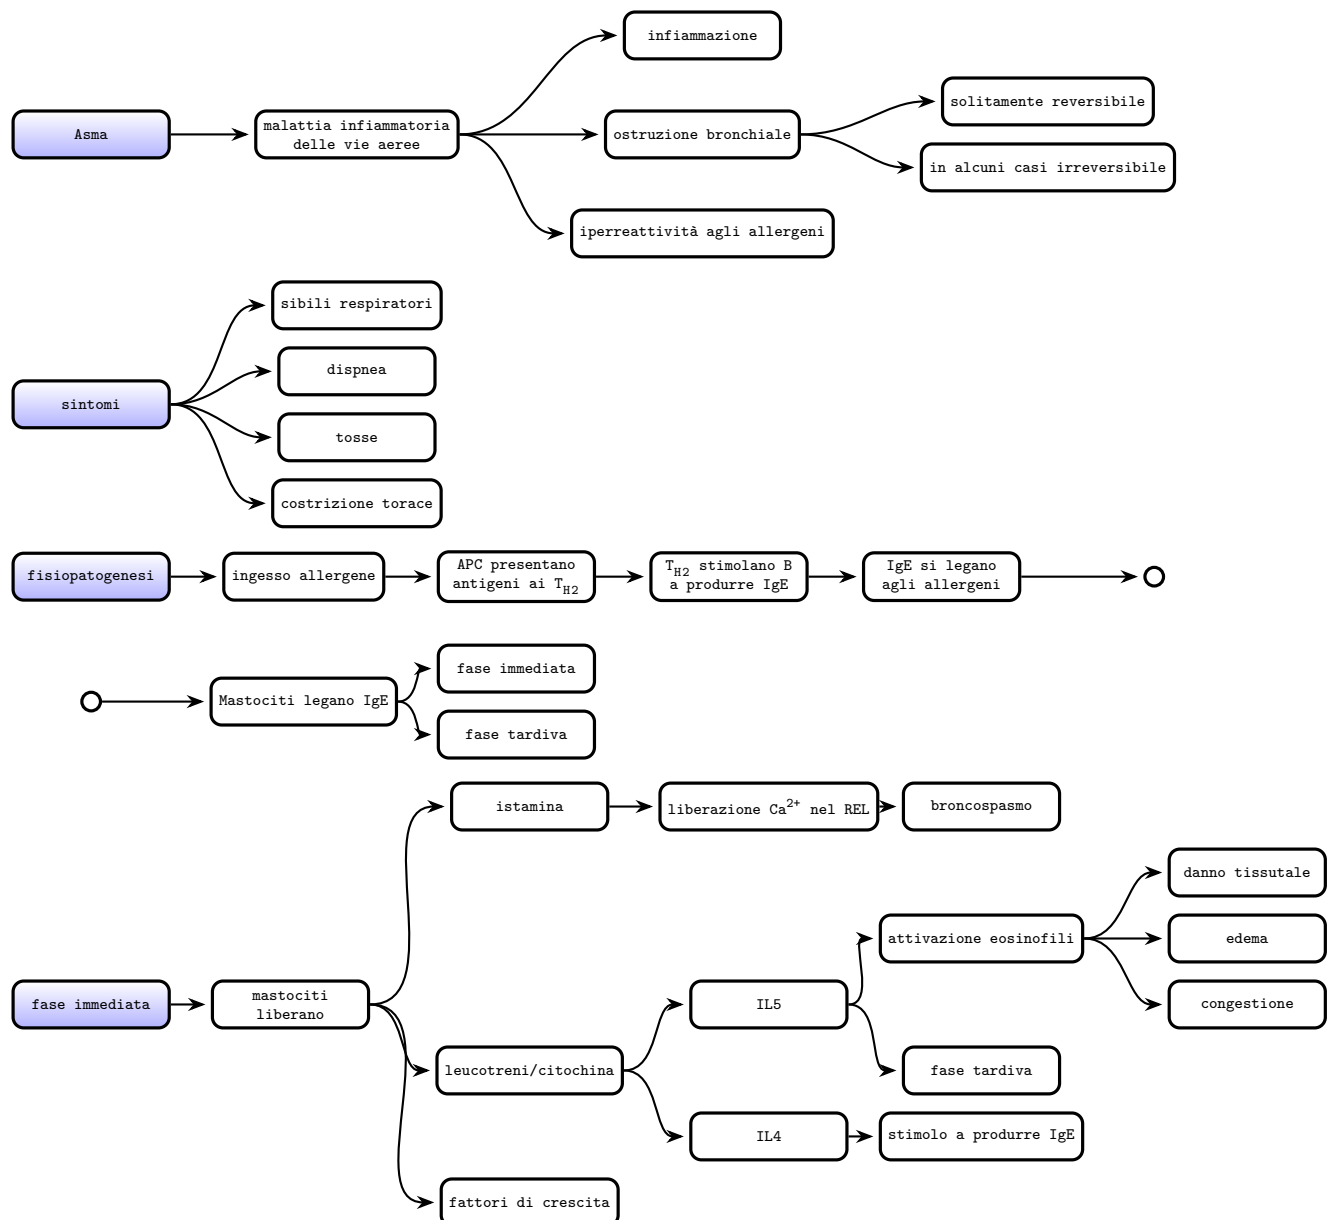 infiammazione
solitamente reversibile
Asma
malattia infiammatoria
delle vie aeree
ostruzione bronchiale
in alcuni casi irreversibile
iperreattività agli allergeni
sibili respiratori
dispnea
sintomi
tosse
costrizione torace
fisiopatogenesi
ingesso allergene
APC presentano
antigeni ai T_H2
T_H2 stimolano B
a produrre IgE
IgE si legano
agli allergeni
fase immediata
Mastociti legano IgE
fase tardiva
istamina
liberazione Ca²⁺ nel REL
broncospasmo
danno tissutale
attivazione eosinofili
edema
fase immediata
mastociti
liberano
IL5
congestione
leucotreni/citochina
fase tardiva
IL4
stimolo a produrre IgE
fattori di crescita